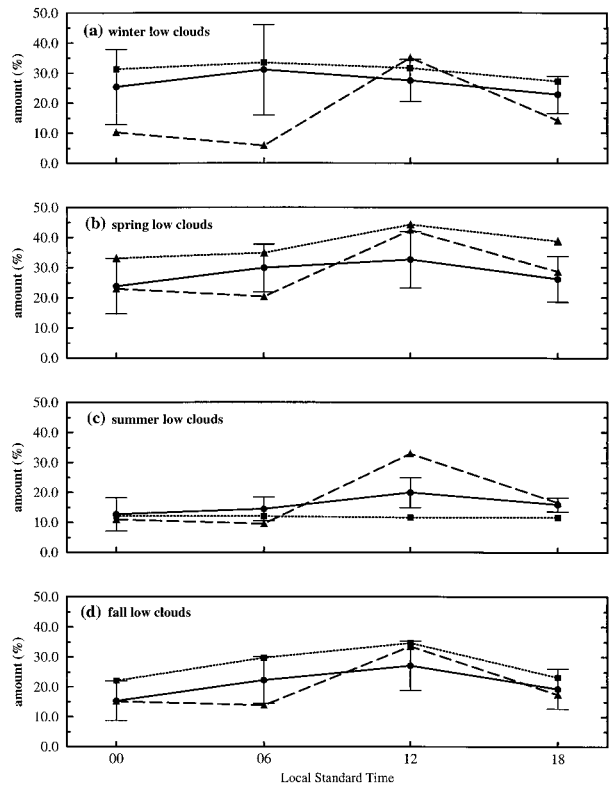 (a) winter low clouds
50.0
40.0
30.0
20.0
10.0
0.0
amount (%)
(b) spring low clouds
50.0
40.0
30.0
20.0
10.0
0.0
amount (%)
(c) summer low clouds
50.0
40.0
30.0
20.0
10.0
0.0
amount (%)
(d) fall low clouds
50.0
40.0
30.0
20.0
10.0
0.0
amount (%)
00 06 12 18
Local Standard Time